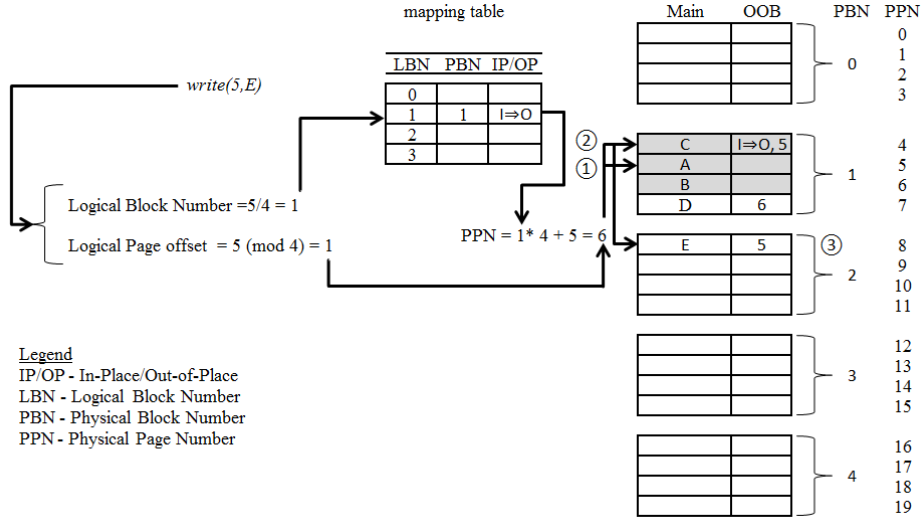 mapping table
Main OOB PBN PPN
LBN PBN IP/OP
write(5,E)
0
1 1 I⇒O
2
3
0
0
1
2
3
②
①
C I⇒O, 5
A
B
D 6
1
4
5
6
7
Logical Block Number =5/4 = 1
Logical Page offset = 5 (mod 4) = 1
PPN = 1* 4 + 5 = 6
E 5
③
2
8
9
10
11
Legend
IP/OP - In-Place/Out-of-Place
LBN - Logical Block Number
PBN - Physical Block Number
PPN - Physical Page Number
3
12
13
14
15
4
16
17
18
19